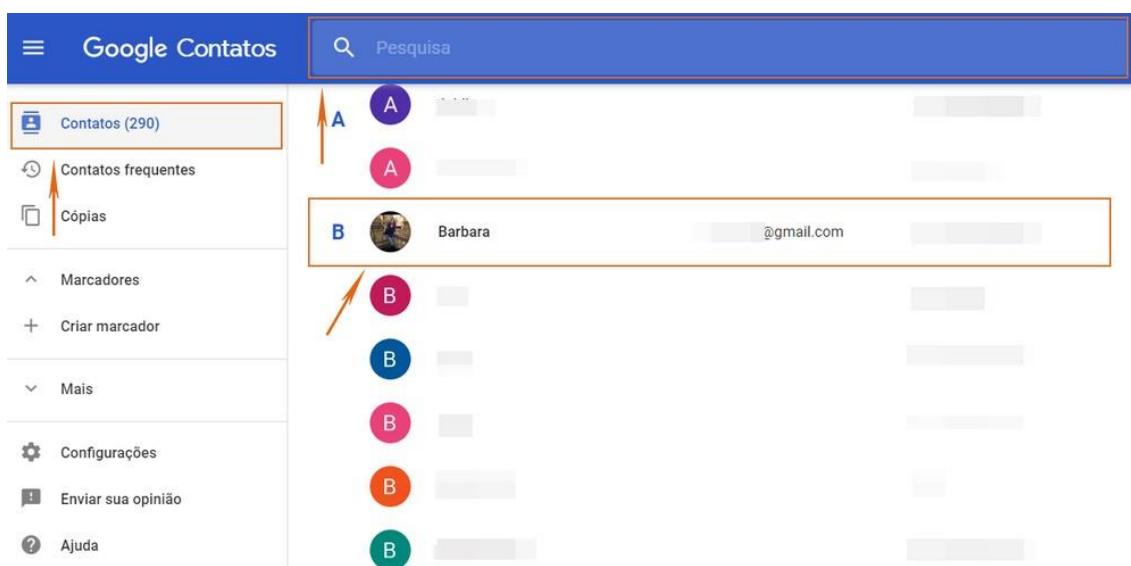 Google Contatos
Pesquisa
Contatos (290)
Contatos frequentes
Cópias
Marcadores
Criar marcador
Mais
Configurações
Enviar sua opinião
Ajuda
A
A
A
B
Barbara
@gmail.com
B
B
B
B
B